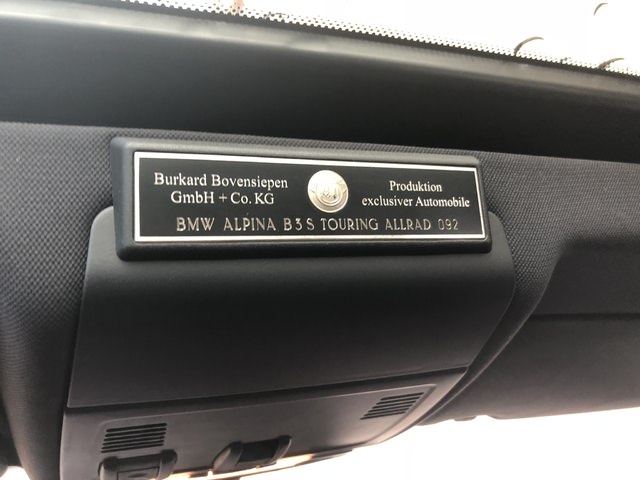 Burkard Bovensiepen
GmbH + Co. KG
Produktion
exclusiver Automobile
BMW ALPINA B3 S TOURING ALLRAD 092